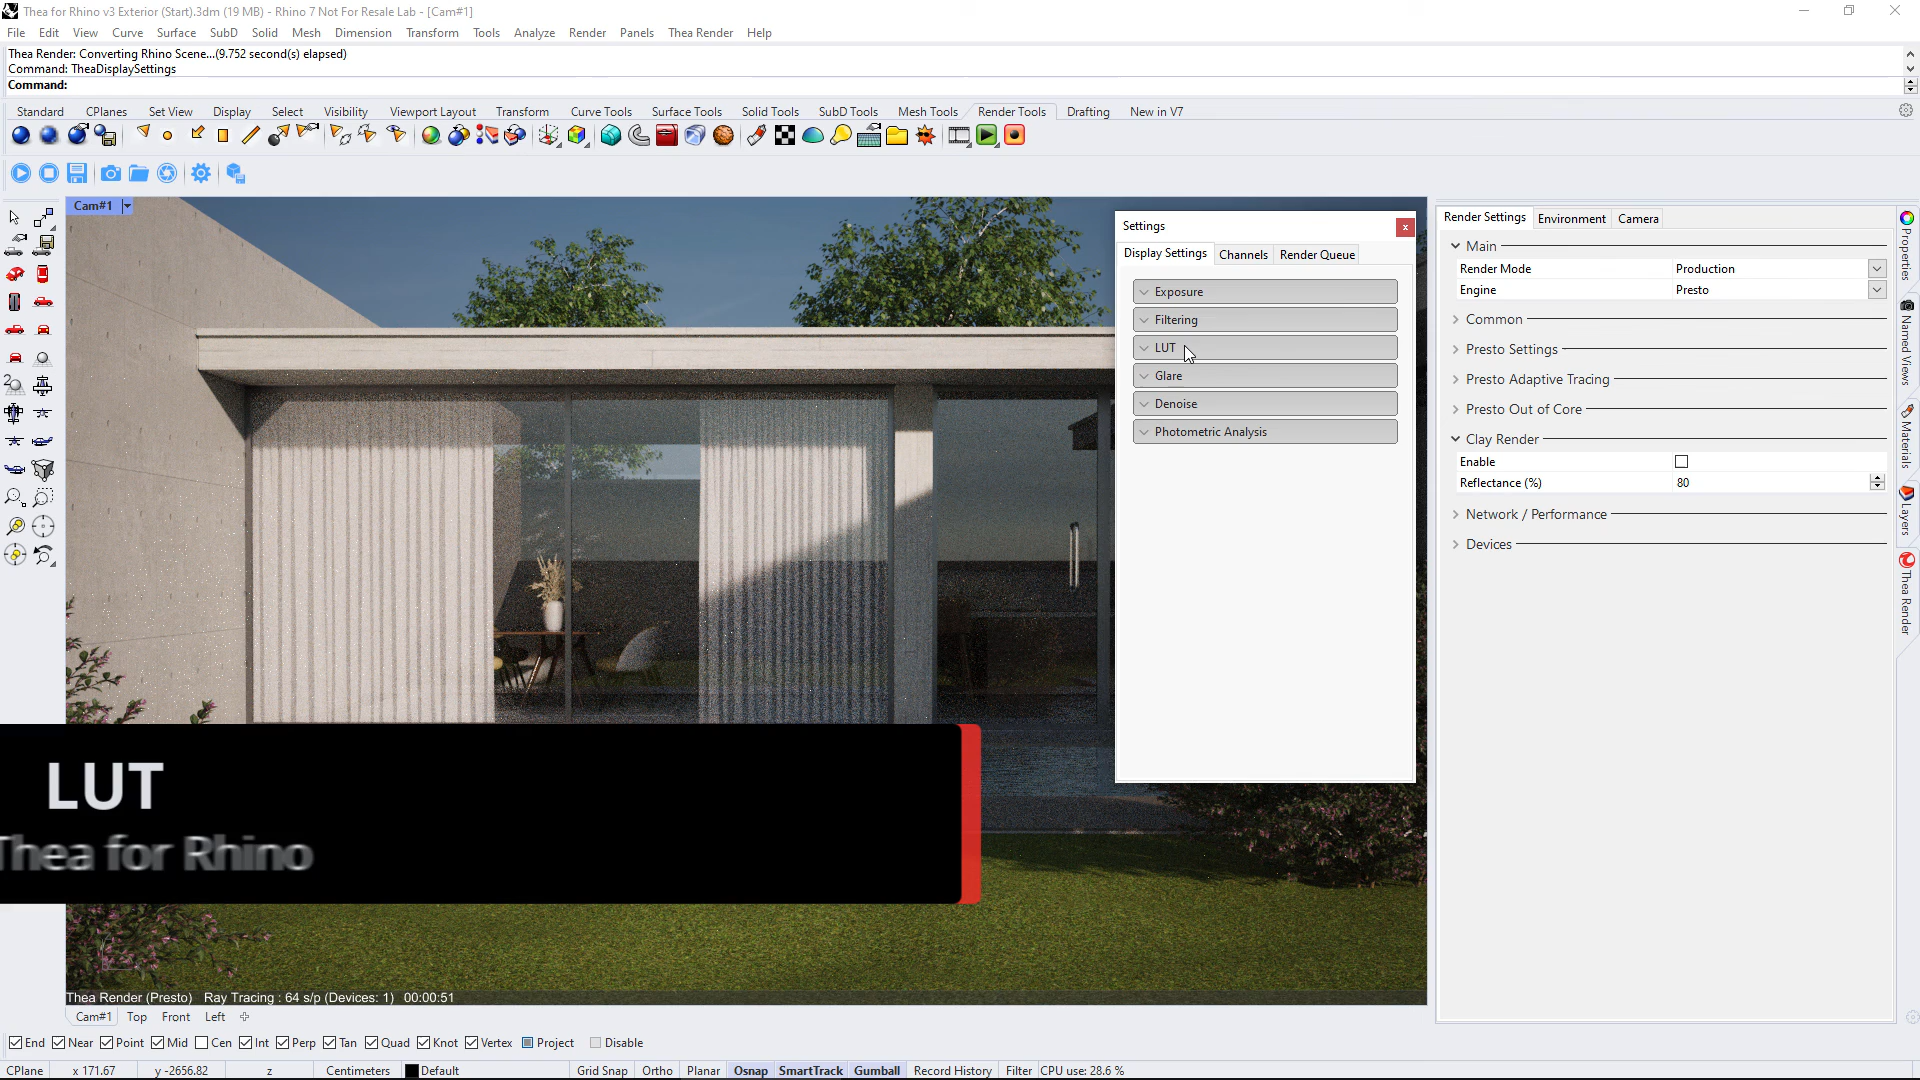 Thea for Rhino v3 Exterior (Start).3dm (19 MB) - Rhino 7 Not For Resale Lab - [Cam#1]
File Edit View Curve Surface SubD Solid Mesh Dimension Transform Tools Analyze Render Panels Thea Render Help
Thea Render: Converting Rhino Scene...(9.752 second(s) elapsed)
Command: TheaDisplaySettings
Command:
Standard CPlanes Set View Display Select Visibility Viewport Layout Transform Curve Tools Surface Tools Solid Tools SubD Tools Mesh Tools Render Tools Drafting New in V7
Cam#1
Settings
Display Settings Channels Render Queue
Exposure
Filtering
LUT
Glare
Denoise
Photometric Analysis
Render Settings Environment Camera
Main
Render Mode Production
Engine Presto
Common
Presto Settings
Presto Adaptive Tracing
Presto Out of Core
Clay Render
Enable
Reflectance (%) 80
Network / Performance
Devices
Properties
Named Views
Materials
Layers
Thea Render
LUT
Thea for Rhino
Thea Render (Presto) Ray Tracing : 64 s/p (Devices: 1) 00:00:51
Cam#1 Top Front Left
End Near Point Mid Cen Int Perp Tan Quad Knot Vertex Project Disable
CPlane x 171.67 y -2656.82 z Centimeters Default Grid Snap Ortho Planar Osnap SmartTrack Gumball Record History Filter CPU use: 28.6 %